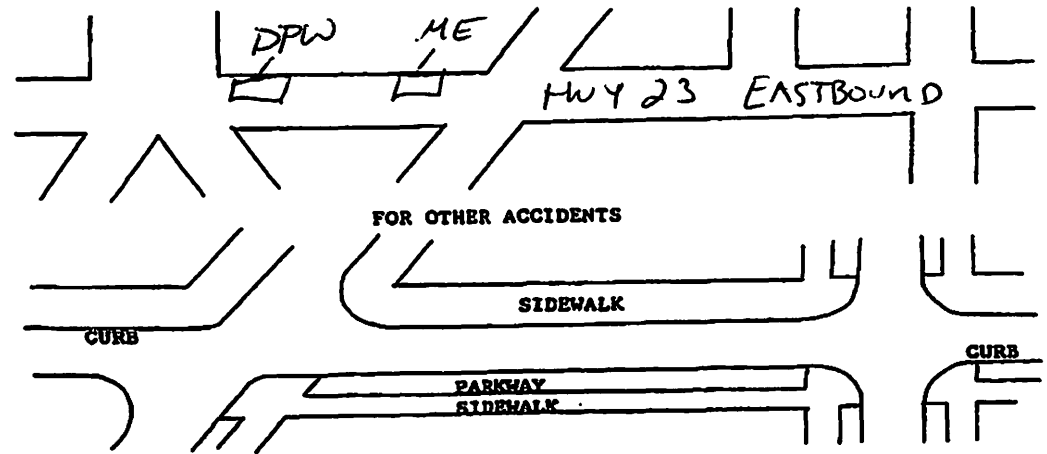 DPW ME
HWY 23 EASTBOUND
FOR OTHER ACCIDENTS
SIDEWALK
CURB
CURB
PARKWAY
SIDEWALK